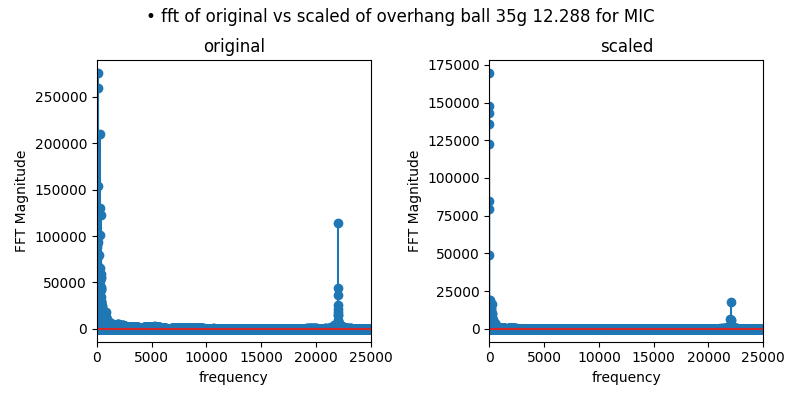 • fft of original vs scaled of overhang ball 35g 12.288 for MIC
original
scaled
FFT Magnitude
250000
200000
150000
100000
50000
0
0 5000 10000 15000 20000 25000
frequency
FFT Magnitude
175000
150000
125000
100000
75000
50000
25000
0
0 5000 10000 15000 20000 25000
frequency